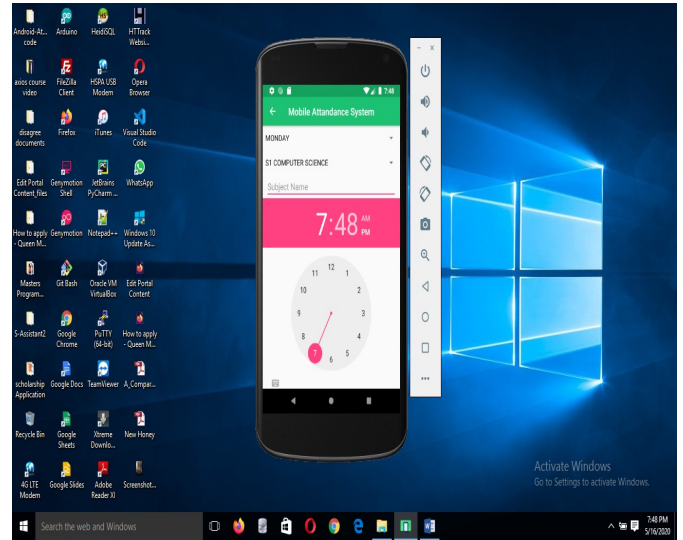 Android-At...
code
Arduino
HeidiSQL
HTTrack
Websi...
axios course
video
FileZilla
Client
HSPA USB
Modem
Opera
Browser
disagree
documents
Firefox
iTunes
Visual Studio
Code
Edit Portal
Content_files
Genymotion
Shell
JetBrains
PyCharm ...
WhatsApp
How to apply
- Queen M...
Genymotion
Notepad++
Windows 10
Update As...
Masters
Program...
Git Bash
Oracle VM
VirtualBox
Edit Portal
Content
S-Assistant2
Google
Chrome
PuTTY
(64-bit)
How to apply
- Queen M...
scholarship
Application
Google Docs
TeamViewer
A_Compar...
Recycle Bin
Google
Sheets
Xtreme
Downlo...
New Honey
4G LTE
Modem
Google Slides
Adobe
Reader XI
Screenshot...
7:48
Mobile Attandance System
MONDAY
S1 COMPUTER SCIENCE
Subject Name
7:48 AM
PM
12
11 1
10 2
9 3
8 4
7 5
6
Activate Windows
Go to Settings to activate Windows.
Search the web and Windows
7:48 PM
5/16/2020